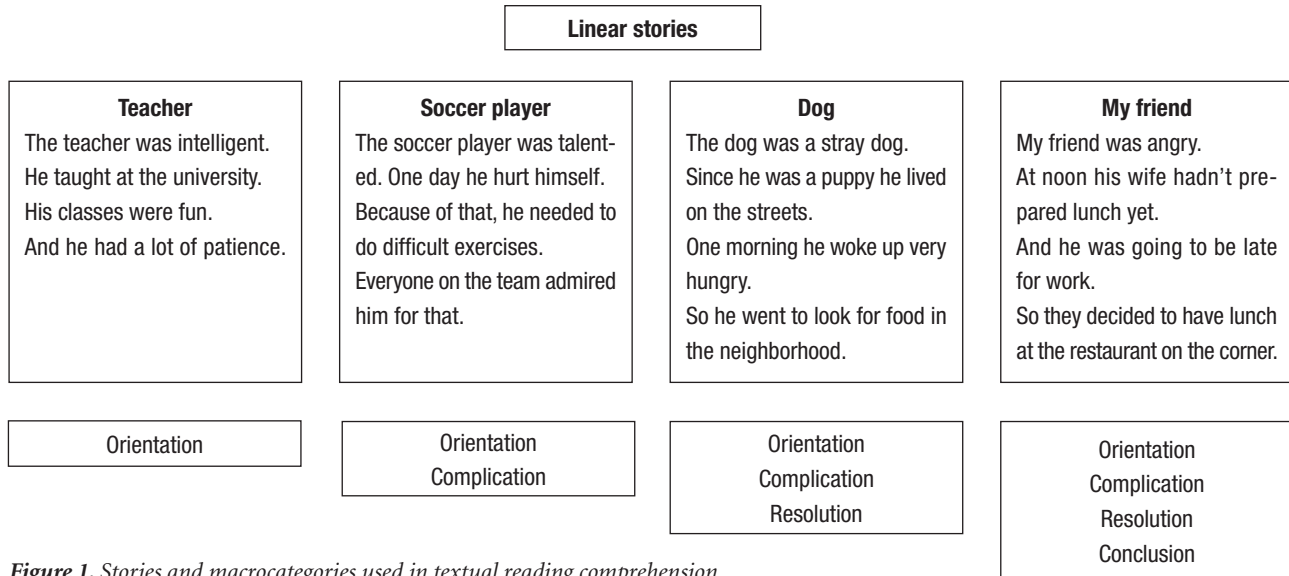 Linear stories
Teacher
The teacher was intelligent.
He taught at the university.
His classes were fun.
And he had a lot of patience.
Soccer player
The soccer player was talent-
ed. One day he hurt himself.
Because of that, he needed to
do difficult exercises.
Everyone on the team admired
him for that.
Dog
The dog was a stray dog.
Since he was a puppy he lived
on the streets.
One morning he woke up very
hungry.
So he went to look for food in
the neighborhood.
My friend
My friend was angry.
At noon his wife hadn’t pre-
pared lunch yet.
And he was going to be late
for work.
So they decided to have lunch
at the restaurant on the corner.
Orientation
Orientation
Complication
Orientation
Complication
Resolution
Orientation
Complication
Resolution
Conclusion
Figure 1. Stories and macrocategories used in textual reading comprehension